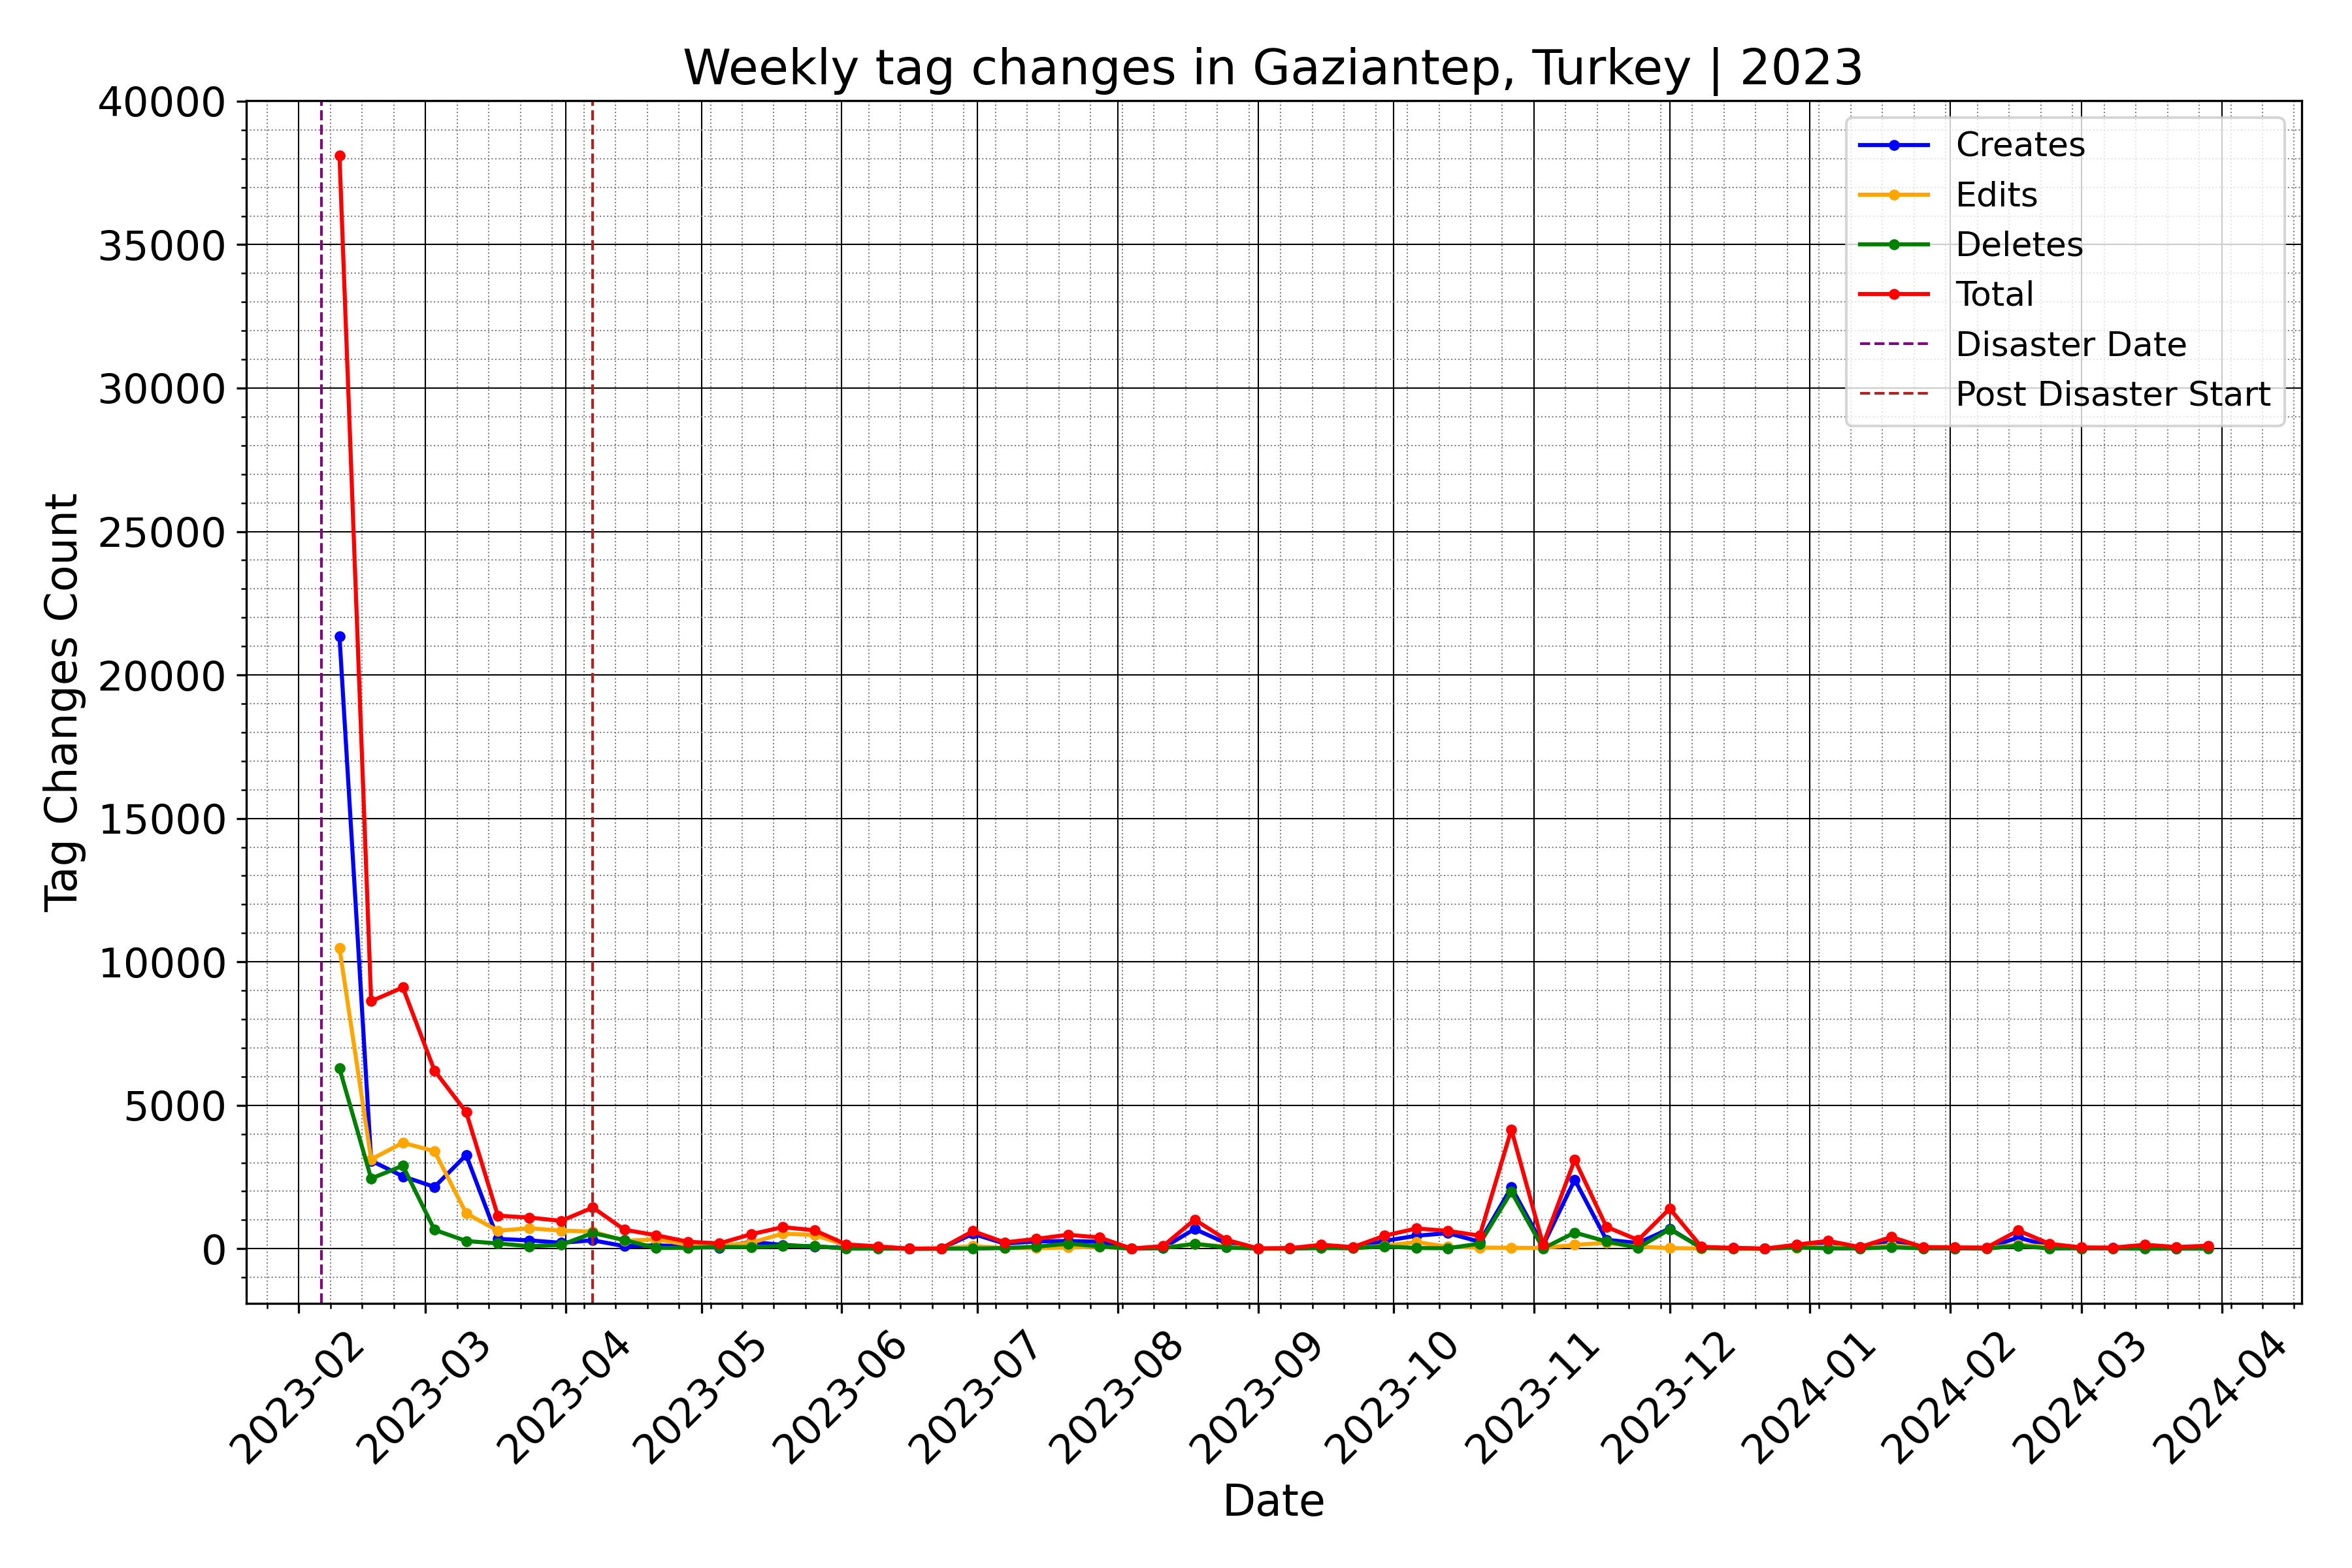 Weekly tag changes in Gaziantep, Turkey | 2023
40000
35000
30000
25000
20000
15000
10000
5000
0
Tag Changes Count
Creates
Edits
Deletes
Total
Disaster Date
Post Disaster Start
2023-02
2023-03
2023-04
2023-05
2023-06
2023-07
2023-08
2023-09
2023-10
2023-11
2023-12
2024-01
2024-02
2024-03
2024-04
Date